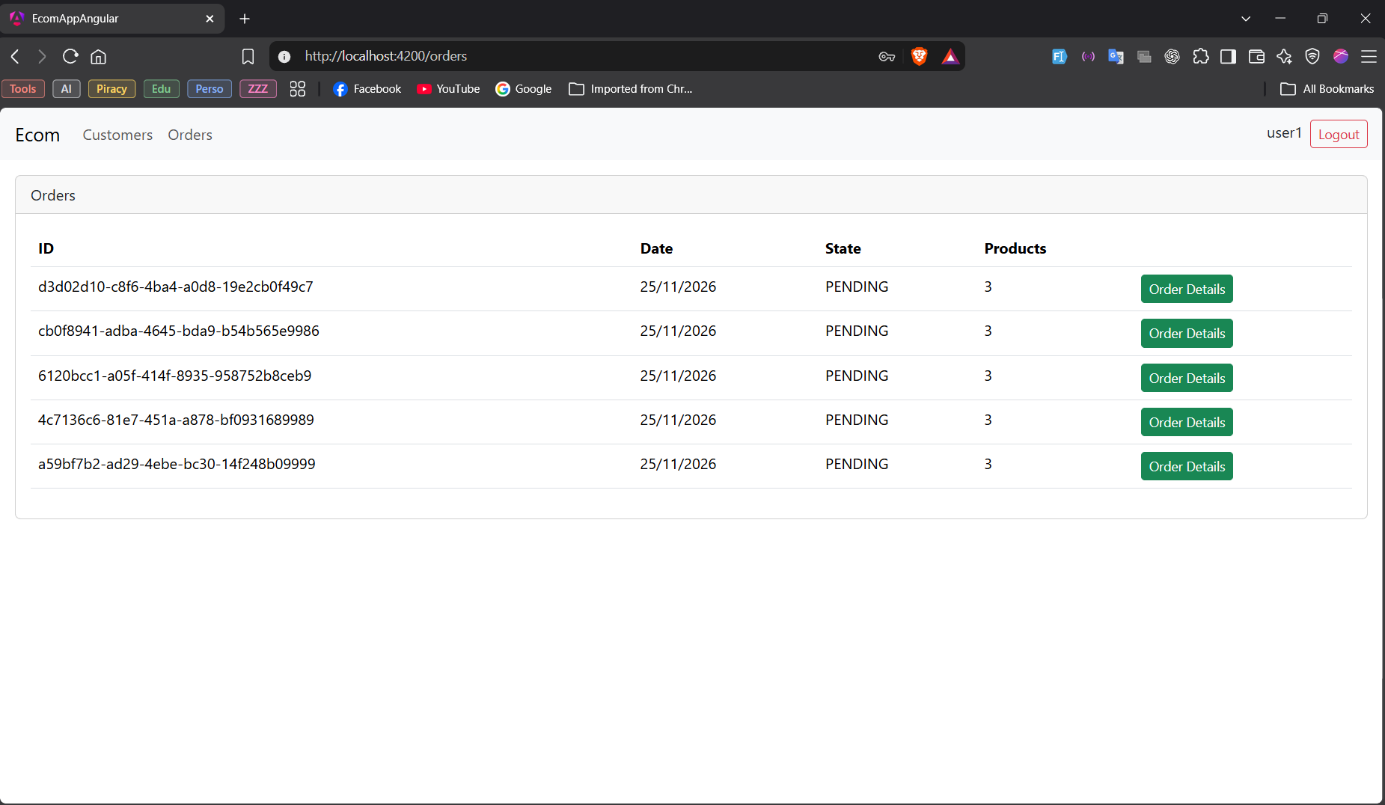 EcomAppAngular
http://localhost:4200/orders
Tools AI Piracy Edu Perso ZZZ Facebook YouTube Google Imported from Chr... All Bookmarks
Ecom Customers Orders user1 Logout
Orders
ID Date State Products
d3d02d10-c8f6-4ba4-a0d8-19e2cb0f49c7 25/11/2026 PENDING 3 Order Details
cb0f8941-adba-4645-bda9-b54b565e9986 25/11/2026 PENDING 3 Order Details
6120bcc1-a05f-414f-8935-958752b8ceb9 25/11/2026 PENDING 3 Order Details
4c7136c6-81e7-451a-a878-bf0931689989 25/11/2026 PENDING 3 Order Details
a59bf7b2-ad29-4ebe-bc30-14f248b09999 25/11/2026 PENDING 3 Order Details